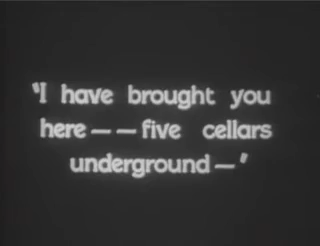 "I have brought you
here — — five cellars
underground —"